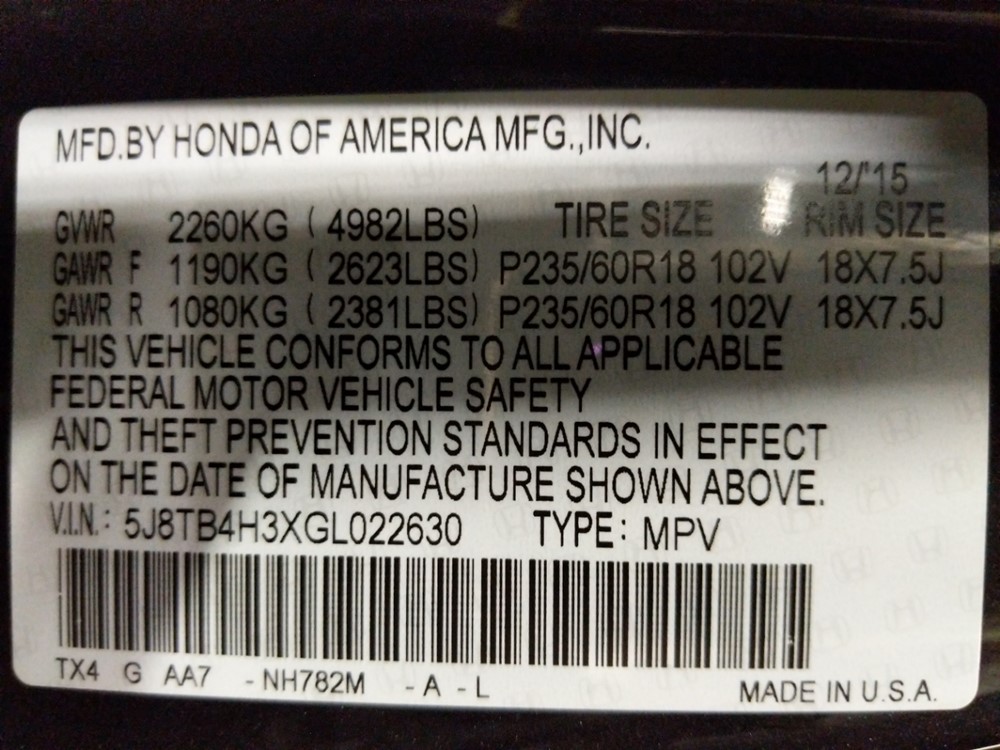 MFD.BY HONDA OF AMERICA MFG.,INC.
12/'15
GVWR 2260KG ( 4982LBS) TIRE SIZE RIM SIZE
GAWR F 1190KG ( 2623LBS) P235/60R18 102V 18X7.5J
GAWR R 1080KG ( 2381LBS) P235/60R18 102V 18X7.5J
THIS VEHICLE CONFORMS TO ALL APPLICABLE
FEDERAL MOTOR VEHICLE SAFETY
AND THEFT PREVENTION STANDARDS IN EFFECT
ON THE DATE OF MANUFACTURE SHOWN ABOVE.
V.I.N.: 5J8TB4H3XGL022630 TYPE: MPV
TX4 G AA7 -NH782M -A -L MADE IN U.S.A.